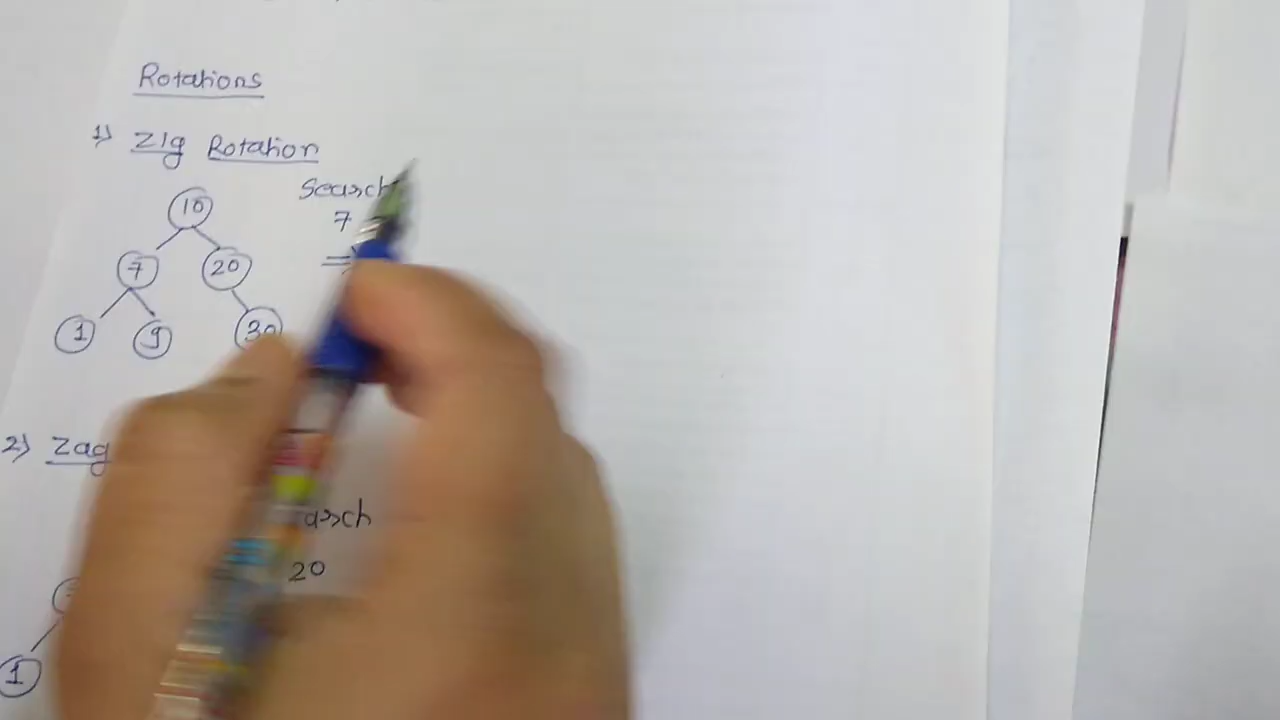 Rotations
1) Zig Rotation
Search
7
10
7 20
1 9 30
2) Zag
20
1